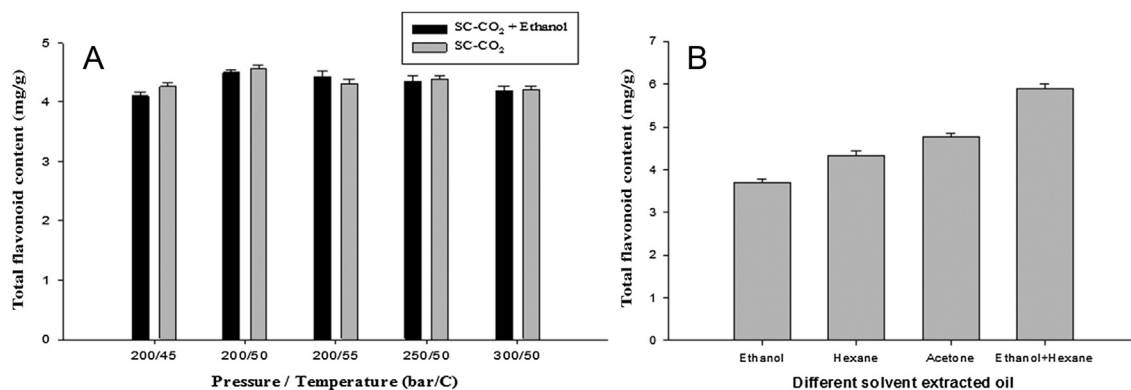 A
SC-CO₂ + Ethanol
SC-CO₂
Total flavonoid content (mg/g)
5
4
3
2
1
0
200/45 200/50 200/55 250/50 300/50
Pressure / Temperature (bar/C)
B
Total flavonoid content (mg/g)
7
6
5
4
3
2
1
0
Ethanol Hexane Acetone Ethanol+Hexane
Different solvent extracted oil